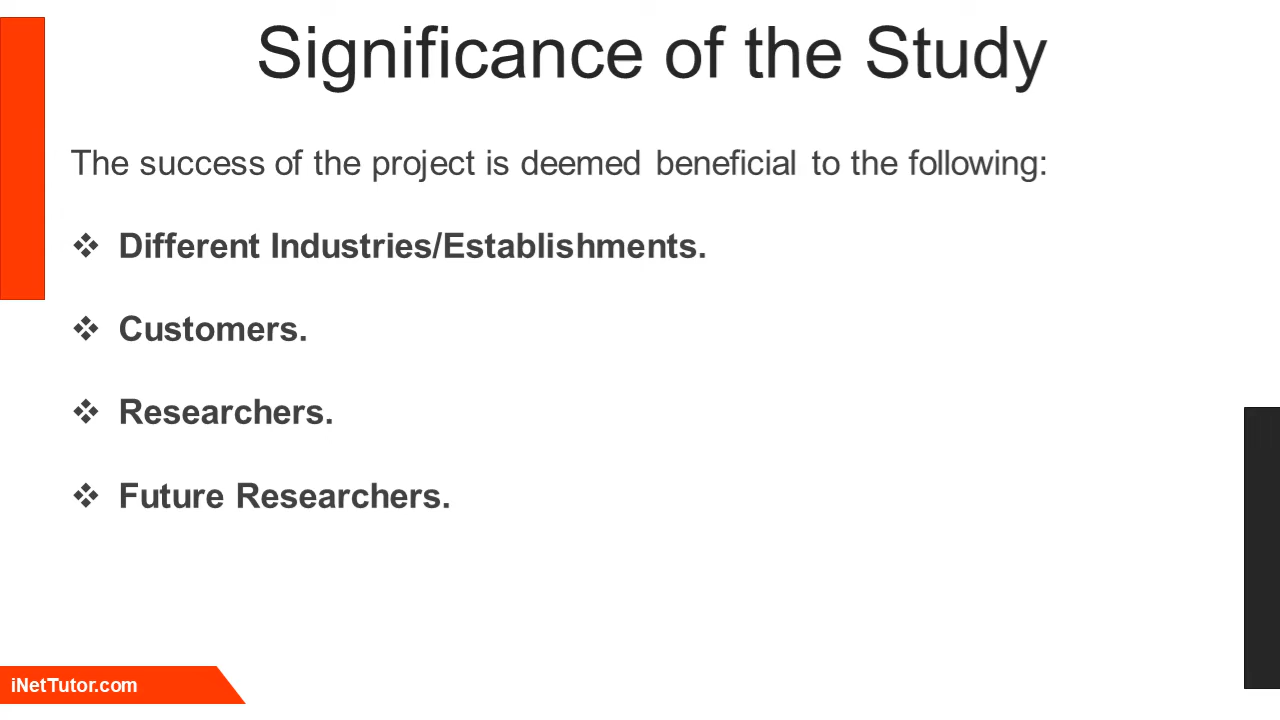 Significance of the Study
The success of the project is deemed beneficial to the following:
❖ Different Industries/Establishments.
❖ Customers.
❖ Researchers.
❖ Future Researchers.
iNetTutor.com